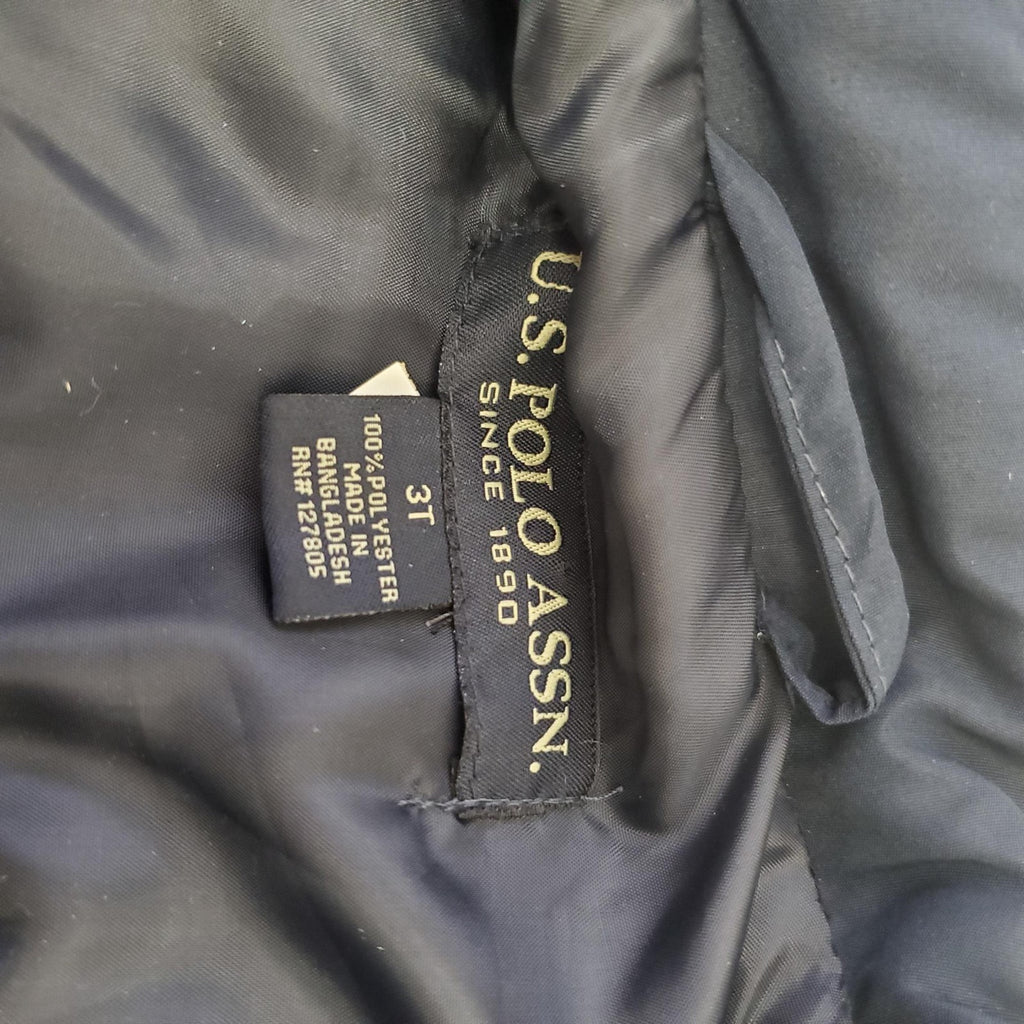 U.S. POLO ASSN.
SINCE 1890
3T
100% POLYESTER
MADE IN
BANGLADESH
RN# 127805